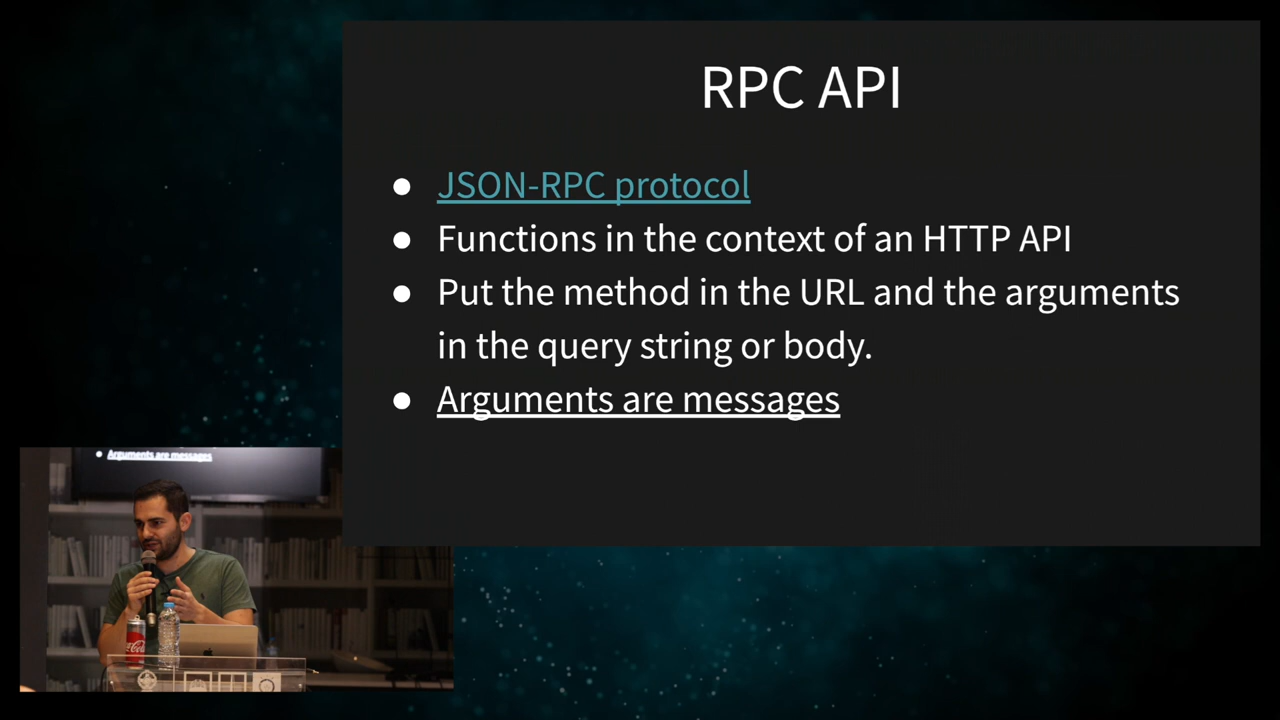 RPC API
● JSON-RPC protocol
● Functions in the context of an HTTP API
● Put the method in the URL and the arguments
in the query string or body.
● Arguments are messages
● Arguments are messages